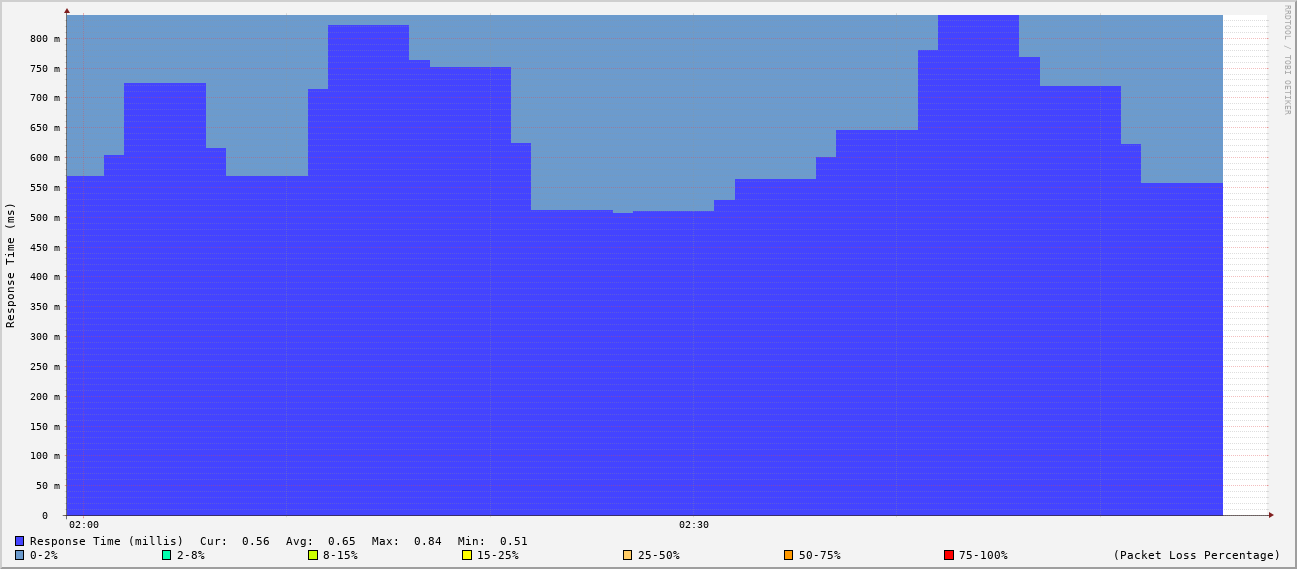 RRDTOOL / TOBI OETIKER
Response Time (ms)
800 m
750 m
700 m
650 m
600 m
550 m
500 m
450 m
400 m
350 m
300 m
250 m
200 m
150 m
100 m
50 m
0
02:00
02:30
Response Time (millis) Cur: 0.56 Avg: 0.65 Max: 0.84 Min: 0.51
0-2% 2-8% 8-15% 15-25% 25-50% 50-75% 75-100% (Packet Loss Percentage)